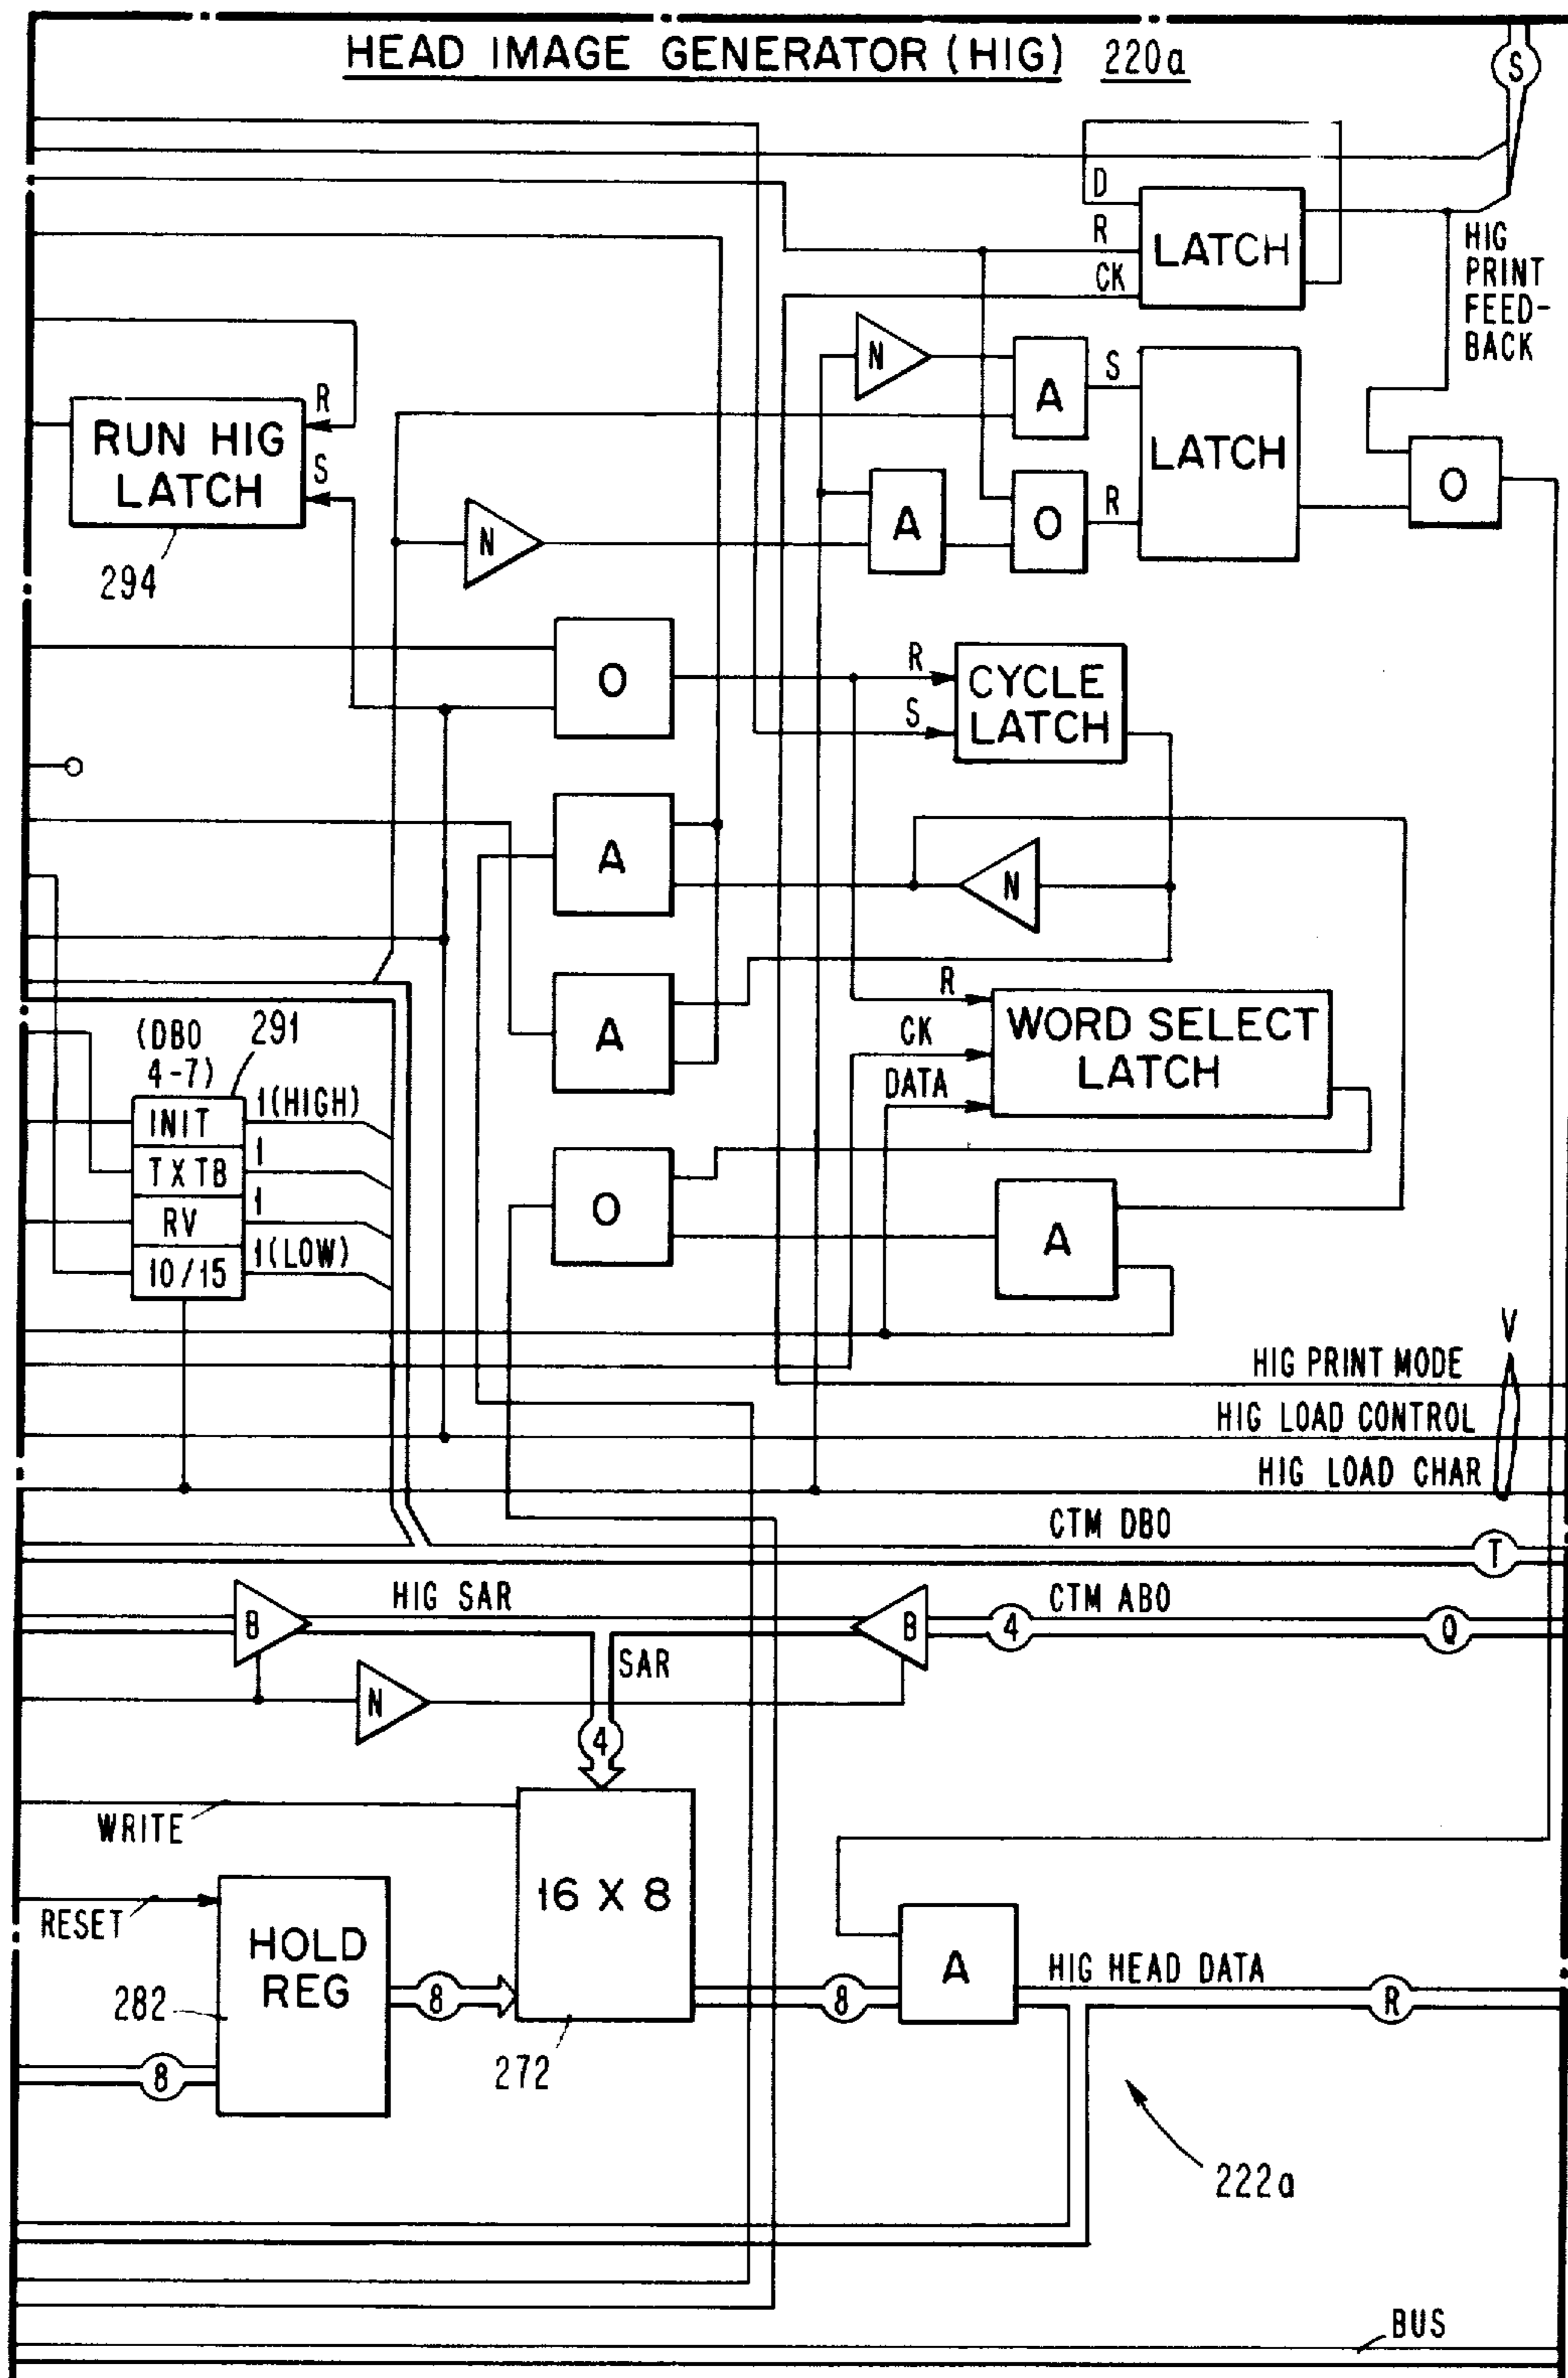 HEAD IMAGE GENERATOR (HIG) 220a
S
D
R
CK
LATCH
HIG
PRINT
FEED-
BACK
N
A
S
LATCH
R
S
RUN HIG
LATCH
294
N
A
O
R
O
O
R
S
CYCLE
LATCH
A
N
A
R
CK
DATA
WORD SELECT
LATCH
(DBO
4-7)
291
INIT
TXTB
RV
10/15
1(HIGH)
1
1
1(LOW)
O
A
V
HIG PRINT MODE
HIG LOAD CONTROL
HIG LOAD CHAR
CTM DBO
T
B
HIG SAR
B
CTM ABO
4
Q
SAR
N
4
WRITE
16 X 8
RESET
HOLD
REG
282
8
8
272
8
A
HIG HEAD DATA
R
222a
BUS